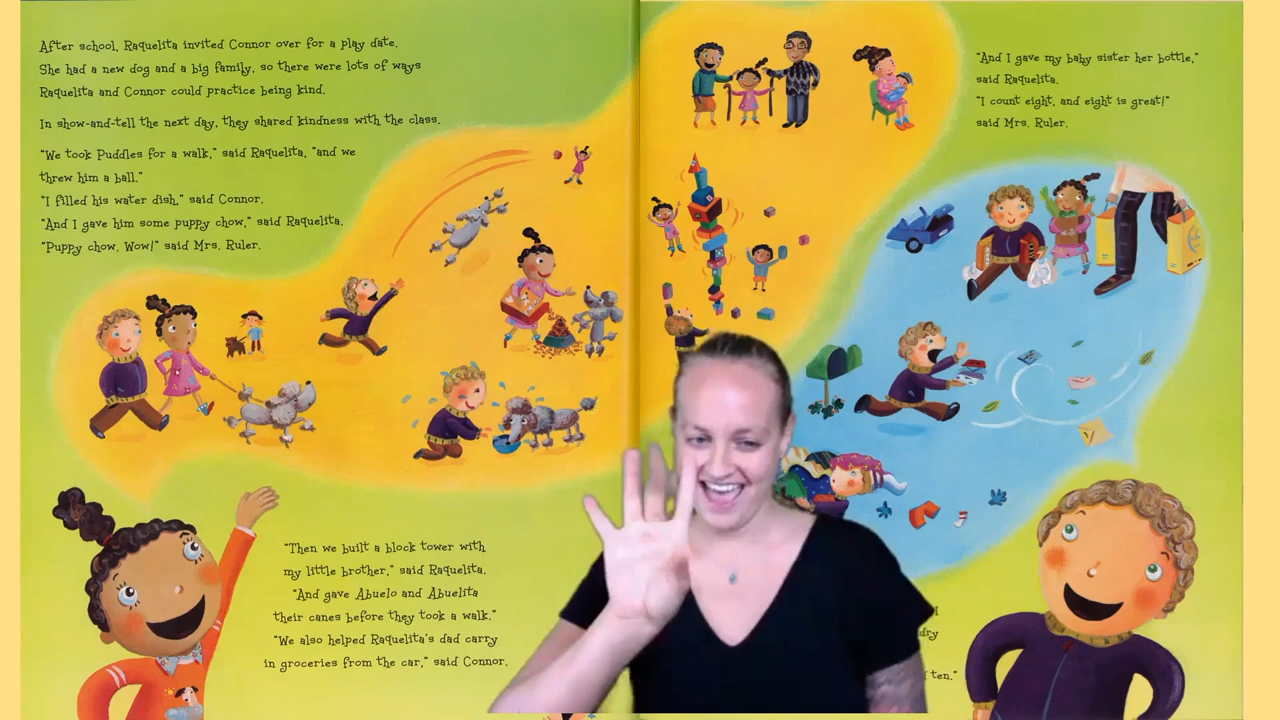 After school, Raquelita invited Connor over for a play date.
She had a new dog and a big family, so there were lots of ways
Raquelita and Connor could practice being kind.
In show-and-tell the next day, they shared kindness with the class.
"We took Puddles for a walk," said Raquelita, "and we
threw him a ball."
"I filled his water dish," said Connor.
"And I gave him some puppy chow," said Raquelita.
"Puppy chow. Wow!" said Mrs. Ruler.
"Then we built a block tower with
my little brother," said Raquelita.
"And gave Abuelo and Abuelita
their canes before they took a walk."
"We also helped Raquelita's dad carry
in groceries from the car," said Connor.
"And I gave my baby sister her bottle,"
said Raquelita.
"I count eight, and eight is great!"
said Mrs. Ruler.
ten."